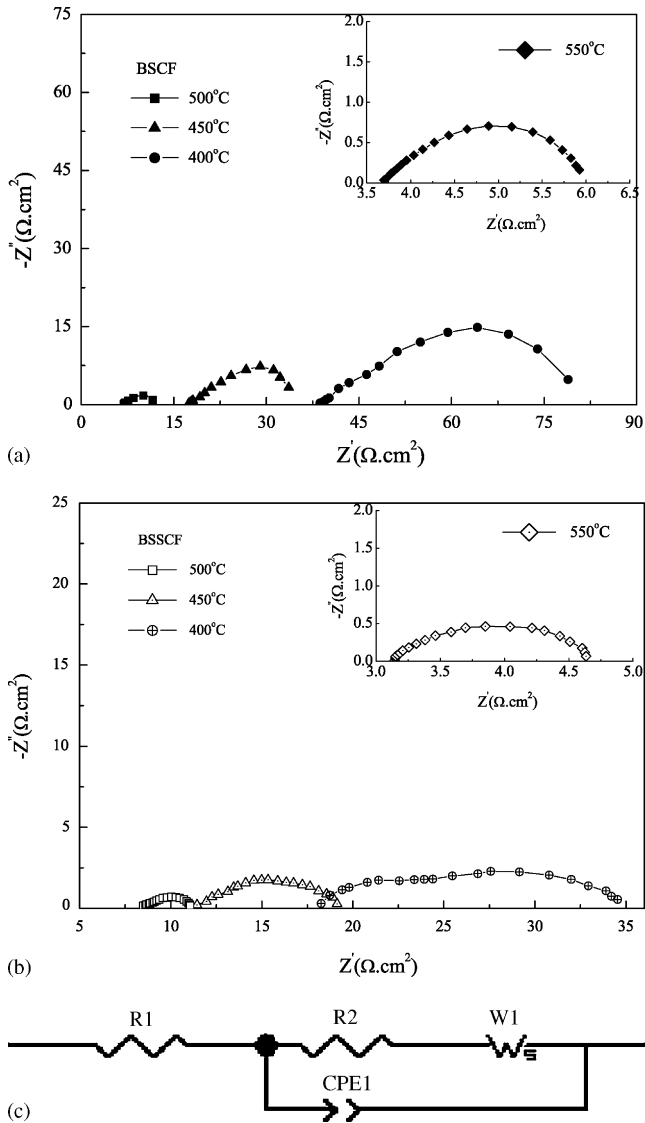 BSCF
500°C
450°C
400°C
-Z"(Ω.cm²)
75
60
45
30
15
0
0 15 30 45 60 75 90
Z'(Ω.cm²)
550°C
-Z"(Ω.cm²)
2.0
1.5
1.0
0.5
0.0
3.5 4.0 4.5 5.0 5.5 6.0 6.5
Z'(Ω.cm²)
(a)
BSSCF
500°C
450°C
400°C
-Z"(Ω.cm²)
25
20
15
10
5
0
5 10 15 20 25 30 35
Z'(Ω.cm²)
550°C
-Z"(Ω.cm²)
2.0
1.5
1.0
0.5
0.0
3.0 3.5 4.0 4.5 5.0
Z'(Ω.cm²)
(b)
R1 R2 W1
s
CPE1
(c)